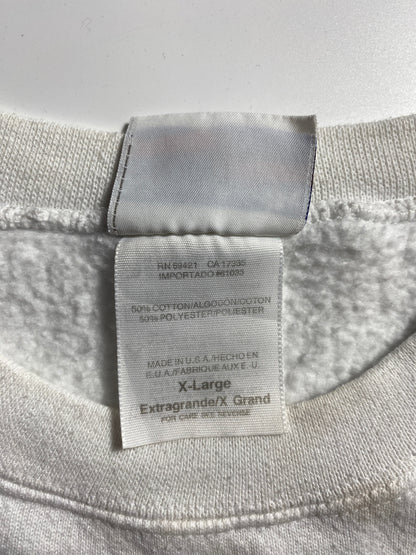 RN 69421 CA 17335
IMPORTADO #61033
50% COTTON/ALGODON/COTON
50% POLYESTER/POLIESTER
MADE IN U.S.A./HECHO EN
E.U.A./FABRIQUE AUX E.-U.
X-Large
Extragrande/X Grand
FOR CARE SEE REVERSE